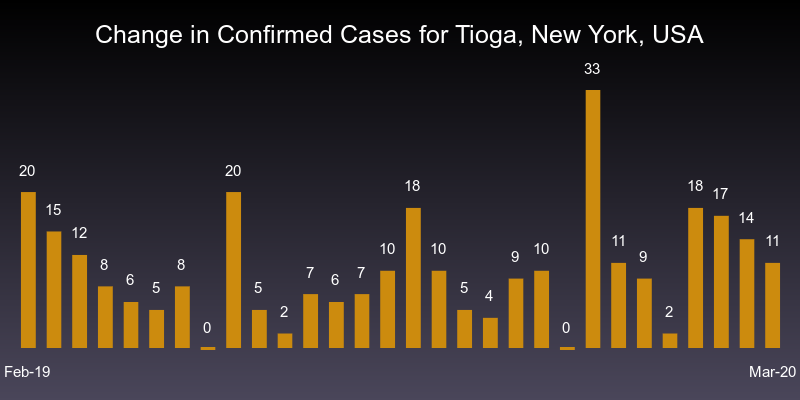 Change in Confirmed Cases for Tioga, New York, USA
20 15 12 8 6 5 8 0 20 5 2 7 6 7 10 18 10 5 4 9 10 0 33 11 9 2 18 17 14 11
Feb-19 Mar-20